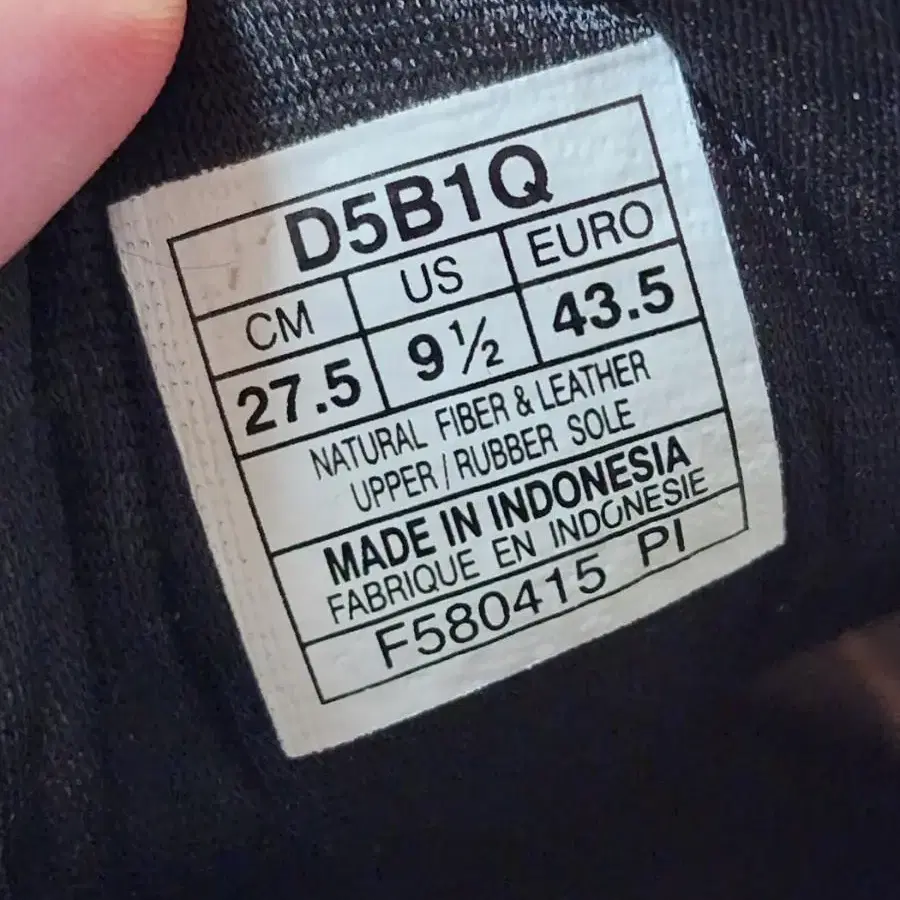 D5B1Q
CM US EURO
27.5 9½ 43.5
NATURAL FIBER & LEATHER
UPPER / RUBBER SOLE
MADE IN INDONESIA
FABRIQUE EN INDONESIE
F580415 PI